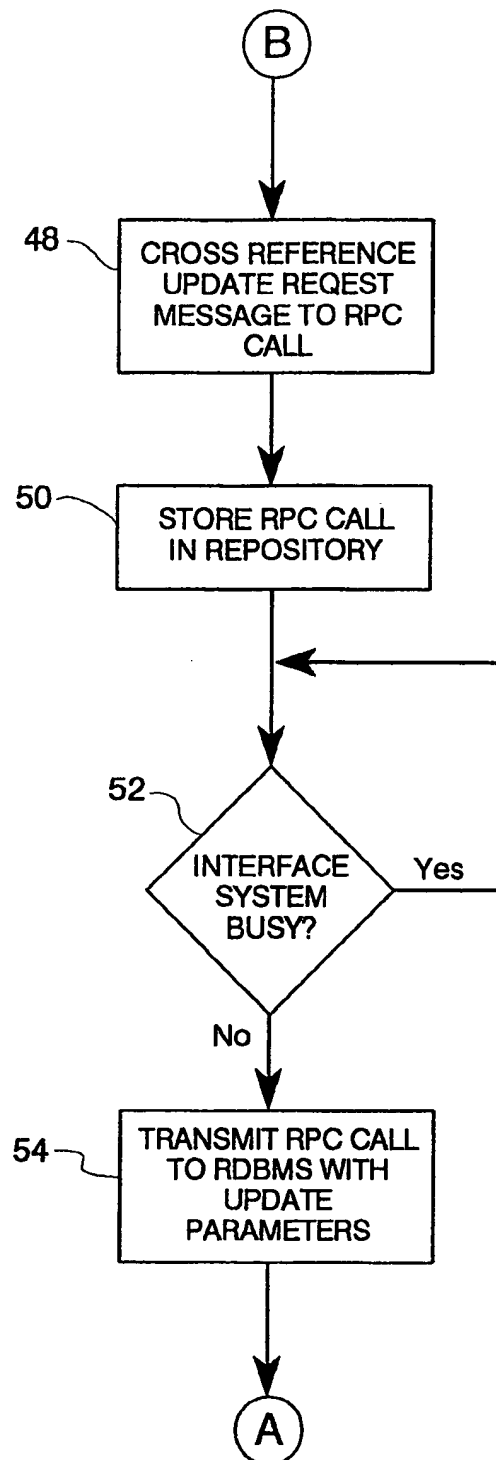 B
48
CROSS REFERENCE
UPDATE REQEST
MESSAGE TO RPC
CALL
50
STORE RPC CALL
IN REPOSITORY
52
INTERFACE
SYSTEM
BUSY?
Yes
No
54
TRANSMIT RPC CALL
TO RDBMS WITH
UPDATE
PARAMETERS
A